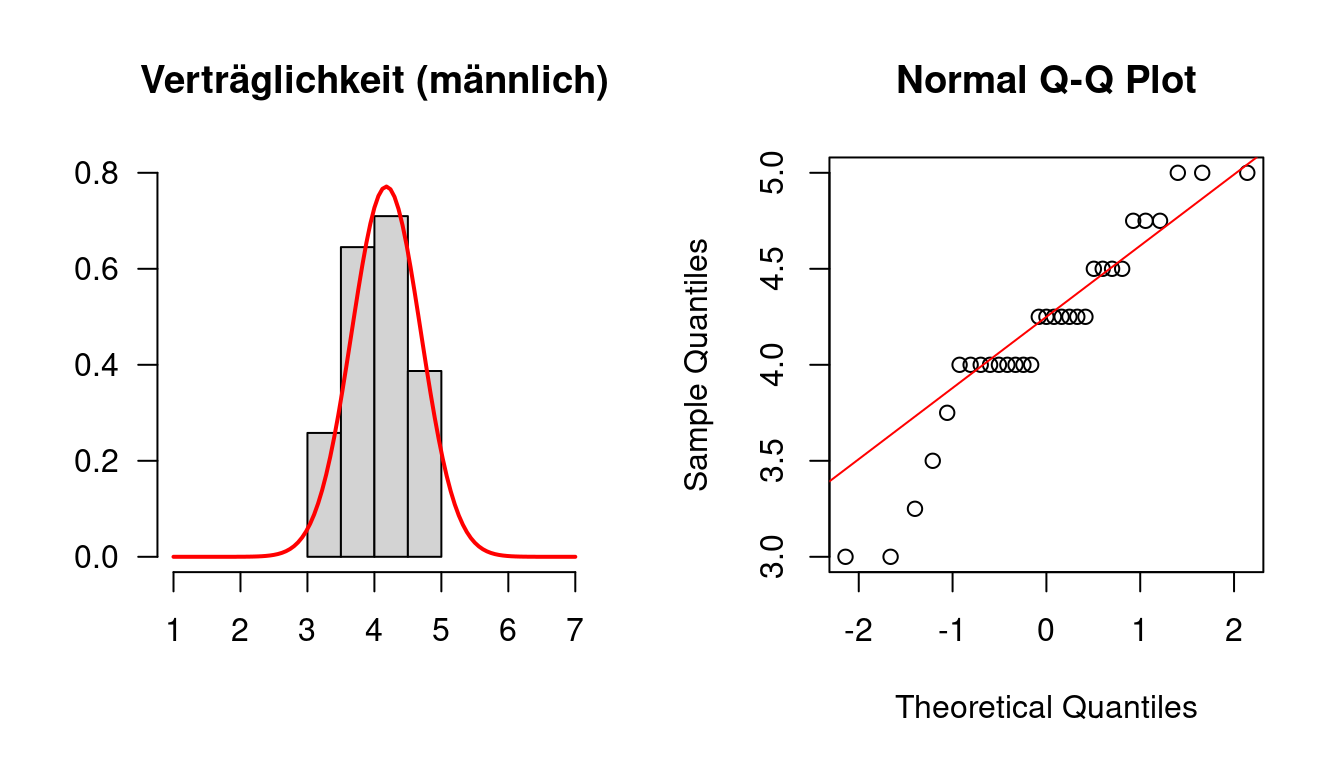 Verträglichkeit (männlich)
0.8
0.6
0.4
0.2
0.0
1 2 3 4 5 6 7
Normal Q-Q Plot
Sample Quantiles
5.0
4.5
4.0
3.5
3.0
-2 -1 0 1 2
Theoretical Quantiles